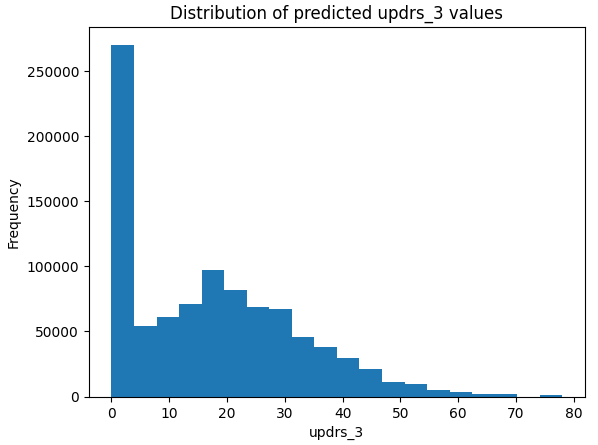 Distribution of predicted updrs_3 values
Frequency
250000
200000
150000
100000
50000
0
0 10 20 30 40 50 60 70 80
updrs_3